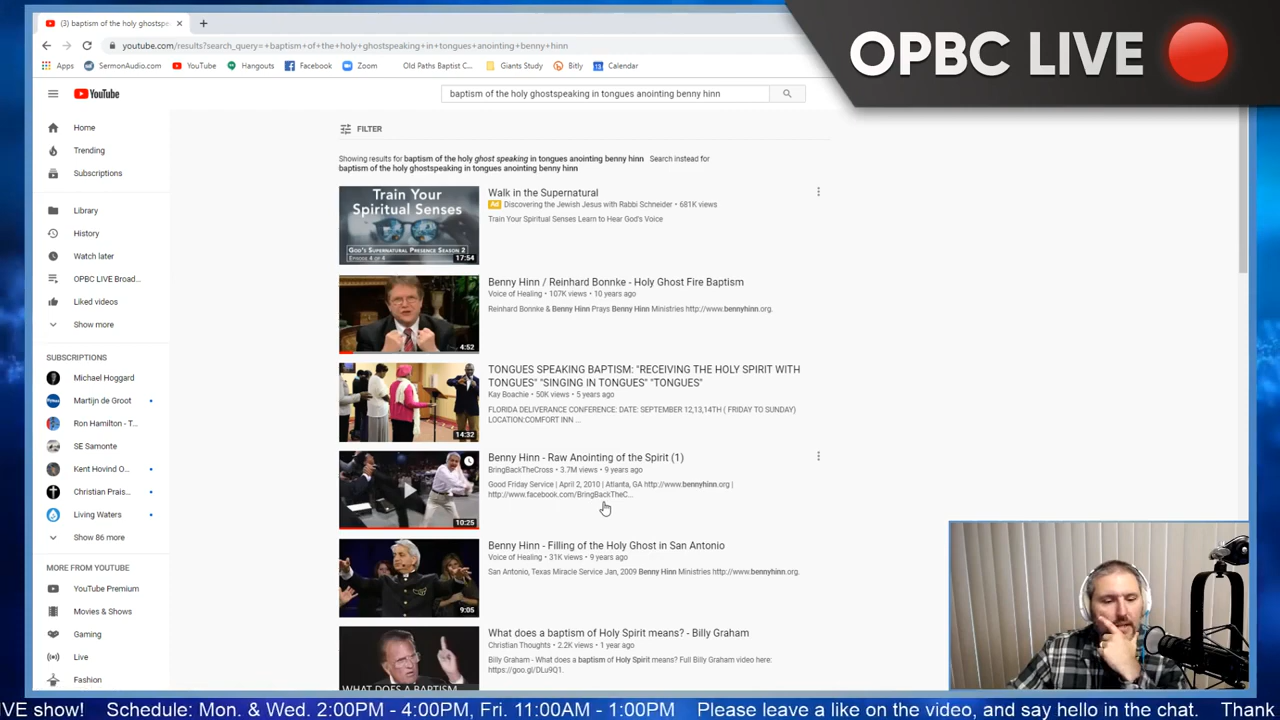 (3) baptism of the holy ghostspe
OPBC LIVE
youtube.com/results?search_query=+baptism+of+the+holy+ghostspeaking+in+tongues+anointing+benny+hinn
Apps SermonAudio.com YouTube Hangouts Facebook Zoom Old Paths Baptist C... Giants Study Bitly Calendar
YouTube
baptism of the holy ghostspeaking in tongues anointing benny hinn
Home
Trending
Subscriptions
Library
History
Watch later
OPBC LIVE Broad...
Liked videos
Show more
SUBSCRIPTIONS
Michael Hoggard
Martijn de Groot
Ron Hamilton - T...
SE Samonte
Kent Hovind O...
Christian Prais...
Living Waters
Show 86 more
MORE FROM YOUTUBE
YouTube Premium
Movies & Shows
Gaming
Live
Fashion
FILTER
Showing results for baptism of the holy ghost speaking in tongues anointing benny hinn Search instead for
baptism of the holy ghostspeaking in tongues anointing benny hinn
Train Your
Spiritual Senses
God's Supernatural Presence Season 2
Episode 4 of 4
17:54
Walk in the Supernatural
Ad Discovering the Jewish Jesus with Rabbi Schneider • 681K views
Train Your Spiritual Senses Learn to Hear God's Voice
4:52
Benny Hinn / Reinhard Bonnke - Holy Ghost Fire Baptism
Voice of Healing • 107K views • 10 years ago
Reinhard Bonnke & Benny Hinn Prays Benny Hinn Ministries http://www.bennyhinn.org.
14:32
TONGUES SPEAKING BAPTISM: "RECEIVING THE HOLY SPIRIT WITH
TONGUES" "SINGING IN TONGUES" "TONGUES"
Kay Boachie • 50K views • 5 years ago
FLORIDA DELIVERANCE CONFERENCE: DATE: SEPTEMBER 12,13,14TH ( FRIDAY TO SUNDAY)
LOCATION:COMFORT INN ...
10:25
Benny Hinn - Raw Anointing of the Spirit (1)
BringBackTheCross • 3.7M views • 9 years ago
Good Friday Service | April 2, 2010 | Atlanta, GA http://www.bennyhinn.org |
http://www.facebook.com/BringBackTheC...
9:05
Benny Hinn - Filling of the Holy Ghost in San Antonio
Voice of Healing • 31K views • 9 years ago
San Antonio, Texas Miracle Service Jan, 2009 Benny Hinn Ministries http://www.bennyhinn.org.
WHAT DOES A BAPTISM
What does a baptism of Holy Spirit means? - Billy Graham
Christian Thoughts • 2.2K views • 1 year ago
Billy Graham - What does a baptism of Holy Spirit means? Full Billy Graham video here:
https://goo.gl/DLu9Q1.
IVE show! Schedule: Mon. & Wed. 2:00PM - 4:00PM, Fri. 11:00AM - 1:00PM Please leave a like on the video, and say hello in the chat. Thank